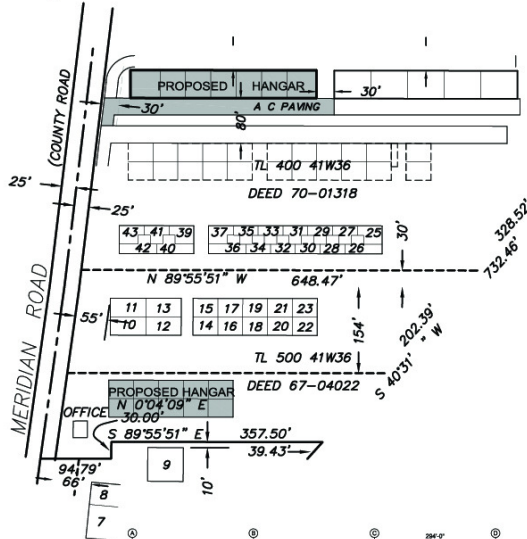 (COUNTY ROAD
PROPOSED HANGAR
30'
30'
A C PAVING
80'
TL 400 41W36
DEED 70-01318
25'
25'
43 41 39
42 40
37 35 33 31 29 27 25
36 34 32 30 28 26
30'
328.52'
732.46'
N 89°55'51" W 648.47'
11 13
10 12
15 17 19 21 23
14 16 18 20 22
55'
154'
202.39'
S 40°31' " W
TL 500 41W36
DEED 67-04022
MERIDIAN ROAD
PROPOSED HANGAR
N 0°04'09" E
OFFICE
30.00'
S 89°55'51" E 357.50'
39.43'
94.79'
66'
9
10'
8
7
A B C D
294'-0"